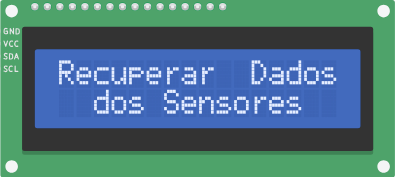 GND
VCC
SDA
SCL
Recuperar Dados
dos Sensores